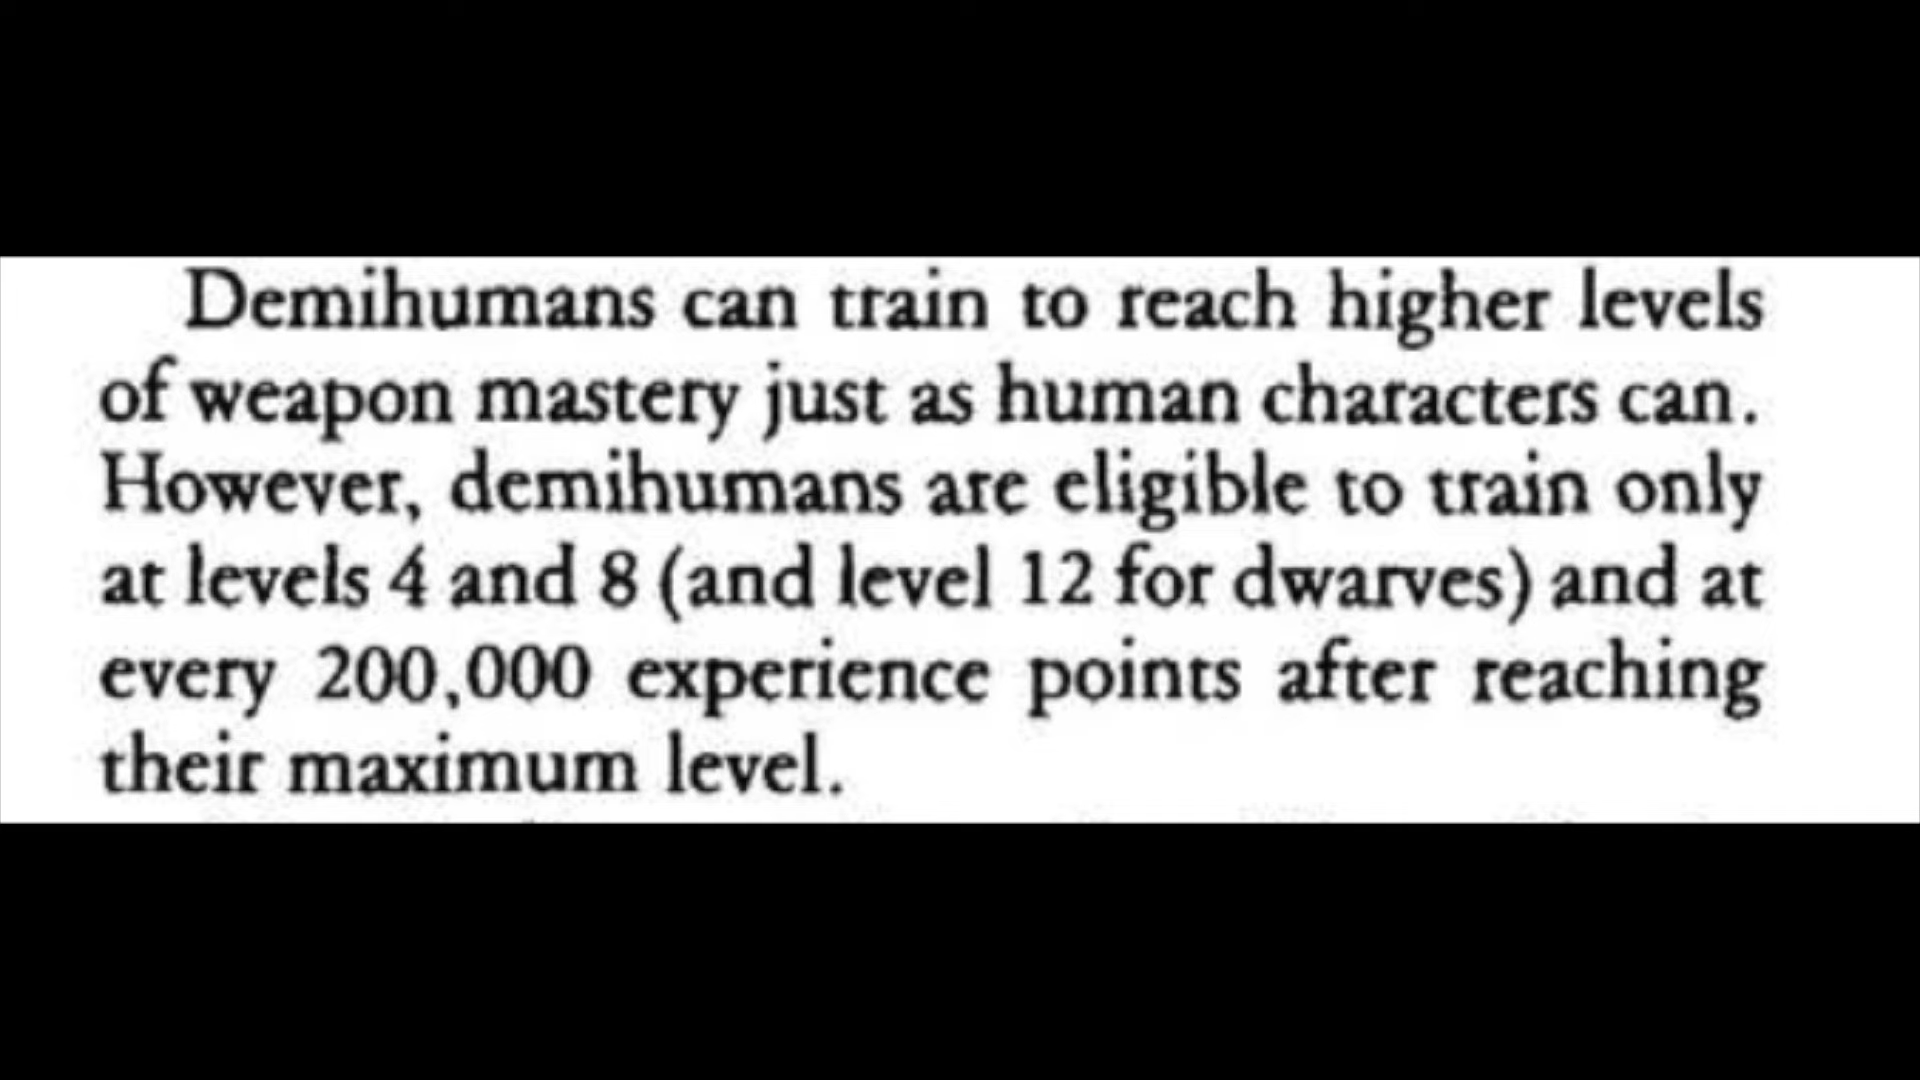 Demihumans can train to reach higher levels
of weapon mastery just as human characters can.
However, demihumans are eligible to train only
at levels 4 and 8 (and level 12 for dwarves) and at
every 200,000 experience points after reaching
their maximum level.